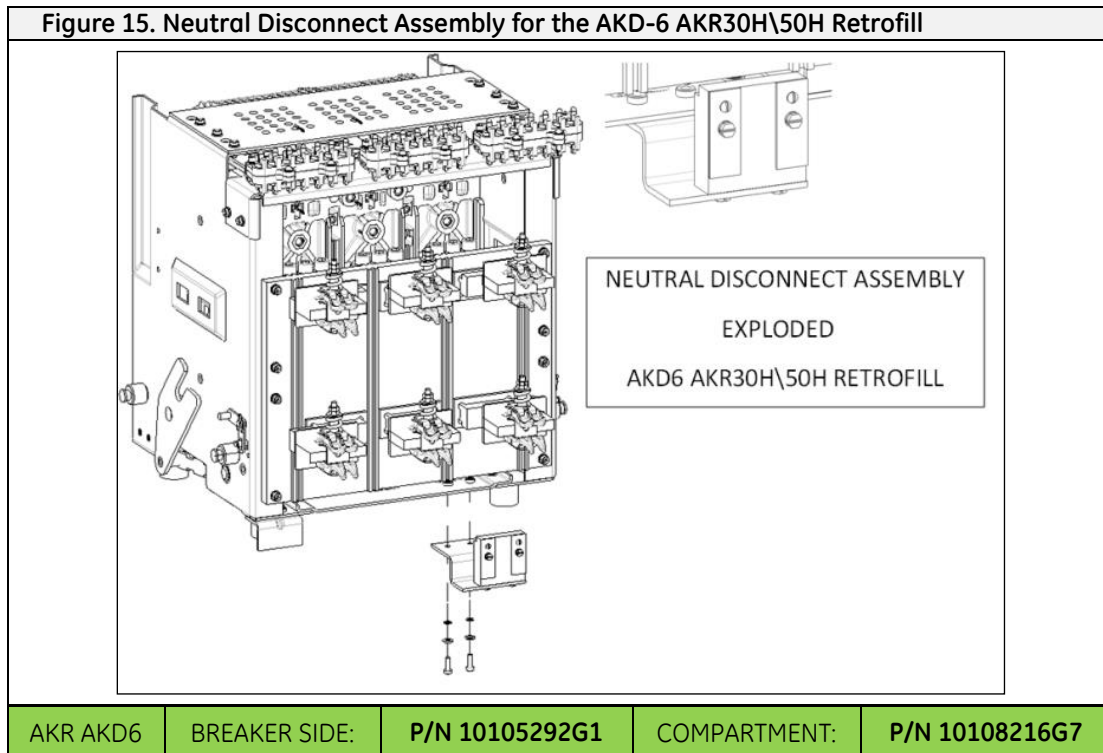 Figure 15. Neutral Disconnect Assembly for the AKD-6 AKR30H\50H Retrofill
NEUTRAL DISCONNECT ASSEMBLY
EXPLODED
AKD6 AKR30H\50H RETROFILL
AKR AKD6 BREAKER SIDE: P/N 10105292G1 COMPARTMENT: P/N 10108216G7